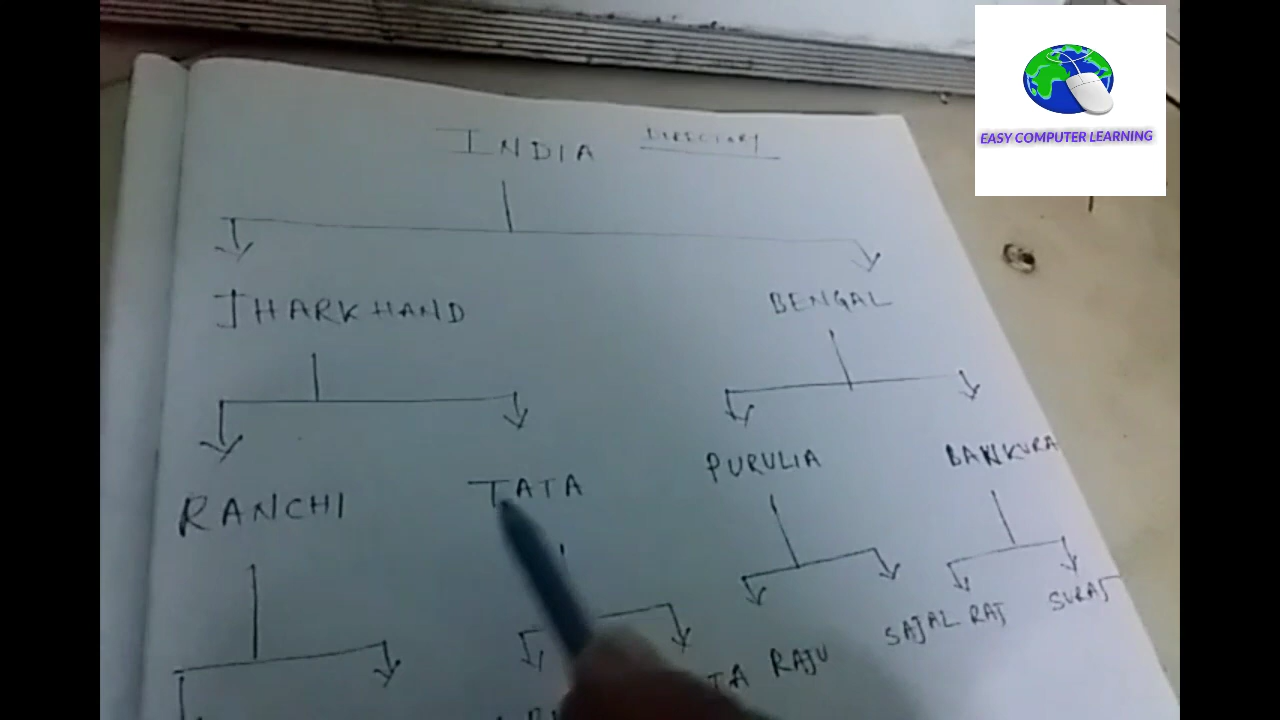 INDIA DIRECTORY
EASY COMPUTER LEARNING
JHARKHAND BENGAL
RANCHI TATA PURULIA BANKURA
RAJU SAJAL RAJ SURAJ